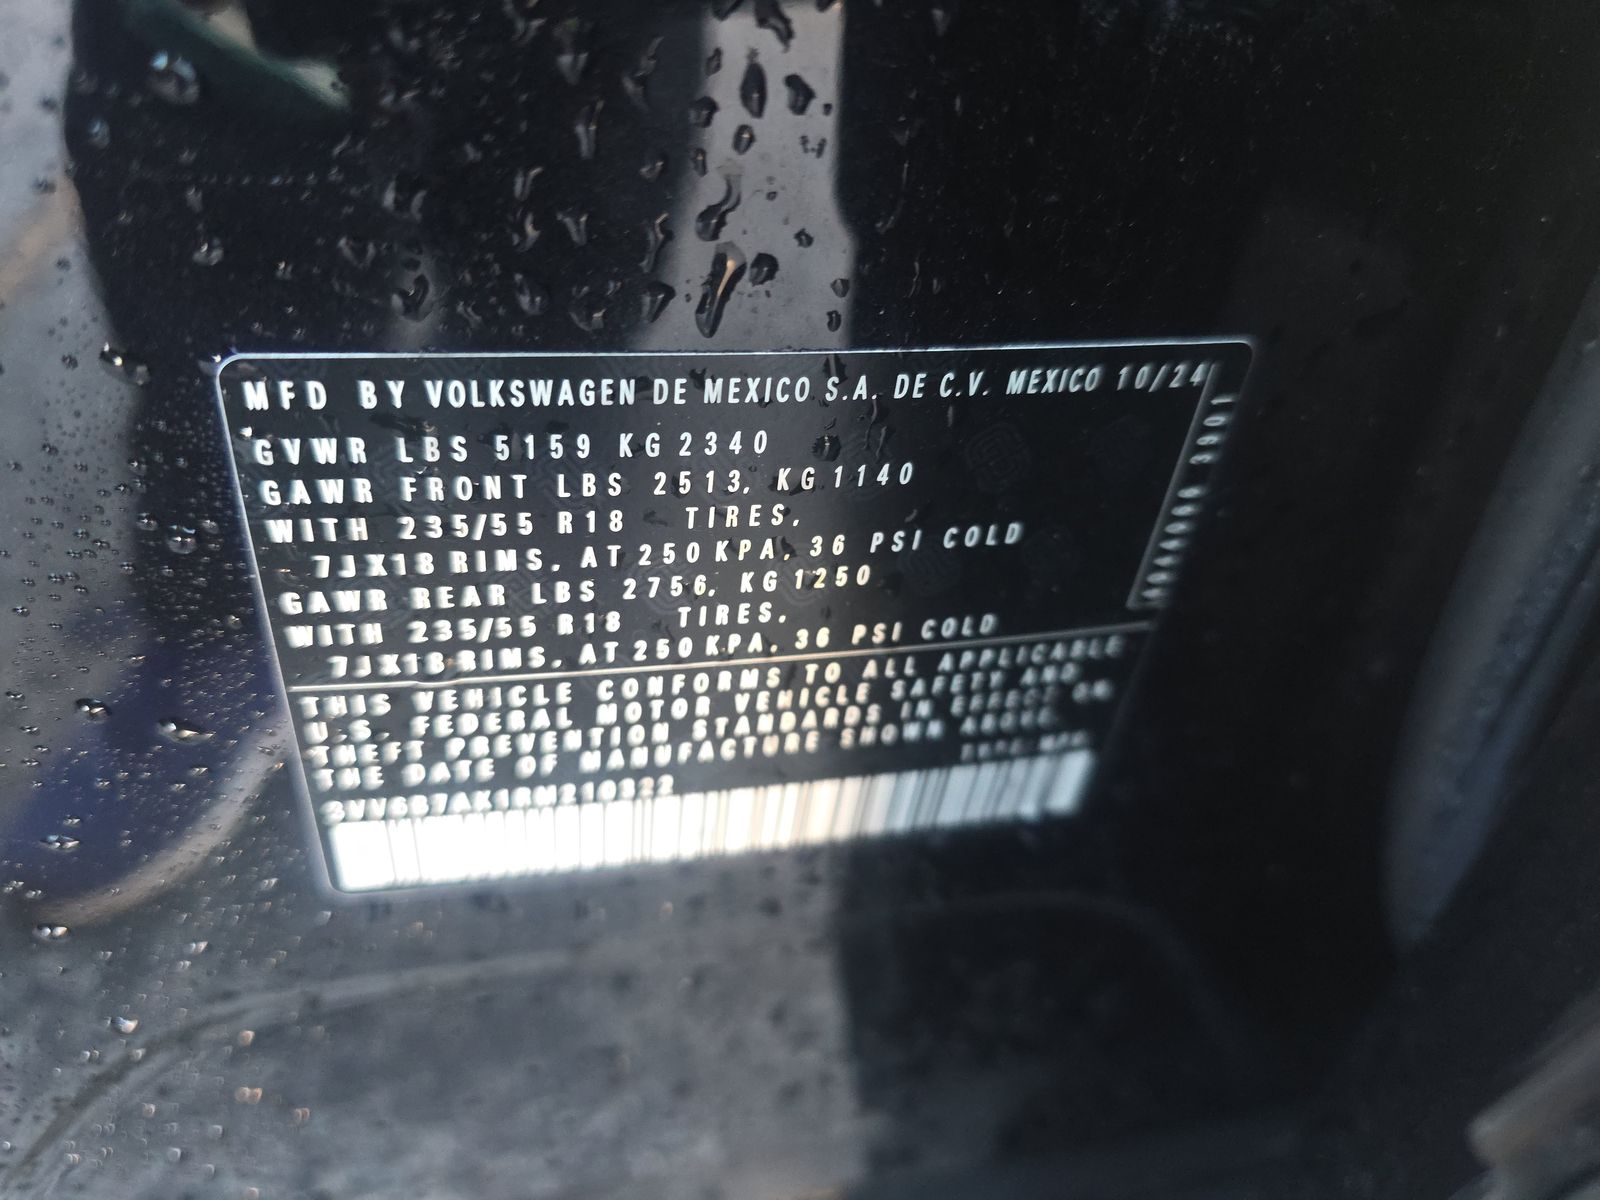 MFD BY VOLKSWAGEN DE MEXICO S.A. DE C.V. MEXICO 10/24
GVWR LBS 5159 KG 2340
GAWR FRONT LBS 2513, KG 1140
WITH 235/55 R18 TIRES,
7JX18 RIMS, AT 250 KPA, 36 PSI COLD
GAWR REAR LBS 2756, KG 1250
WITH 235/55 R18 TIRES,
7JX18 RIMS, AT 250 KPA, 36 PSI COLD
THIS VEHICLE CONFORMS TO ALL APPLICABLE
U.S. FEDERAL MOTOR VEHICLE SAFETY AND
THEFT PREVENTION STANDARDS IN EFFECT ON
THE DATE OF MANUFACTURE SHOWN ABOVE.